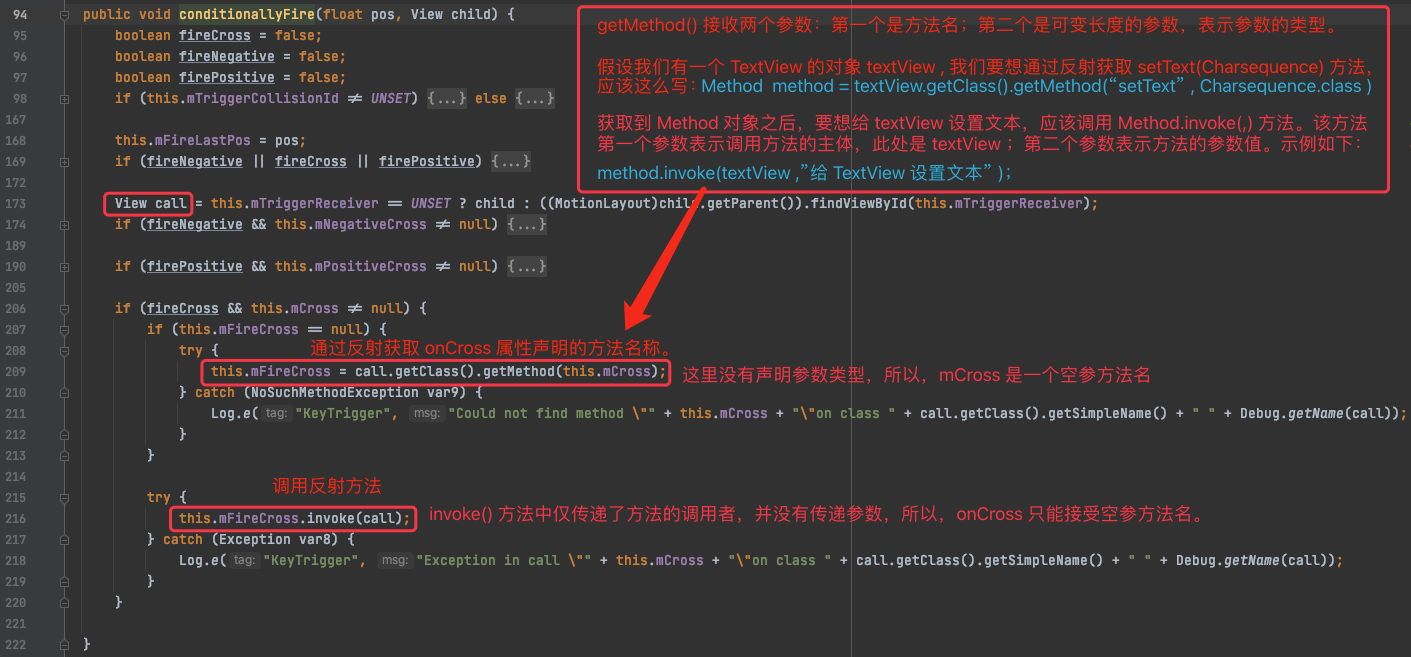 94 public void conditionallyFire(float pos, View child) {
95 boolean fireCross = false;
96 boolean fireNegative = false;
97 boolean firePositive = false;
98 if (this.mTriggerCollisionId ≠ UNSET) {...} else {...}
167
168 this.mFireLastPos = pos;
169 if (fireNegative || fireCross || firePositive) {...}
172
getMethod() 接收两个参数：第一个是方法名；第二个是可变长度的参数，表示参数的类型。
假设我们有一个 TextView 的对象 textView , 我们要想通过反射获取 setText(Charsequence) 方法，
应该这么写：Method method = textView.getClass().getMethod(“setText” , Charsequence.class )
获取到 Method 对象之后，要想给 textView 设置文本，应该调用 Method.invoke(,) 方法。该方法
第一个参数表示调用方法的主体，此处是 textView ；第二个参数表示方法的参数值。示例如下：
method.invoke(textView ,”给 TextView 设置文本” );
173 View call = this.mTriggerReceiver == UNSET ? child : ((MotionLayout)child.getParent()).findViewById(this.mTriggerReceiver);
174 if (fireNegative && this.mNegativeCross ≠ null) {...}
189
190 if (firePositive && this.mPositiveCross ≠ null) {...}
205
206 if (fireCross && this.mCross ≠ null) {
207 if (this.mFireCross == null) {
208 try { 通过反射获取 onCross 属性声明的方法名称。
209 this.mFireCross = call.getClass().getMethod(this.mCross); 这里没有声明参数类型，所以，mCross 是一个空参方法名
210 } catch (NoSuchMethodException var9) {
211 Log.e( tag: "KeyTrigger", msg: "Could not find method \"" + this.mCross + "\"on class " + call.getClass().getSimpleName() + " " + Debug.getName(call));
212 }
213 }
214
调用反射方法
215 try {
216 this.mFireCross.invoke(call); invoke() 方法中仅传递了方法的调用者，并没有传递参数，所以，onCross 只能接受空参方法名。
217 } catch (Exception var8) {
218 Log.e( tag: "KeyTrigger", msg: "Exception in call \"" + this.mCross + "\"on class " + call.getClass().getSimpleName() + " " + Debug.getName(call));
219 }
220 }
221
222 }